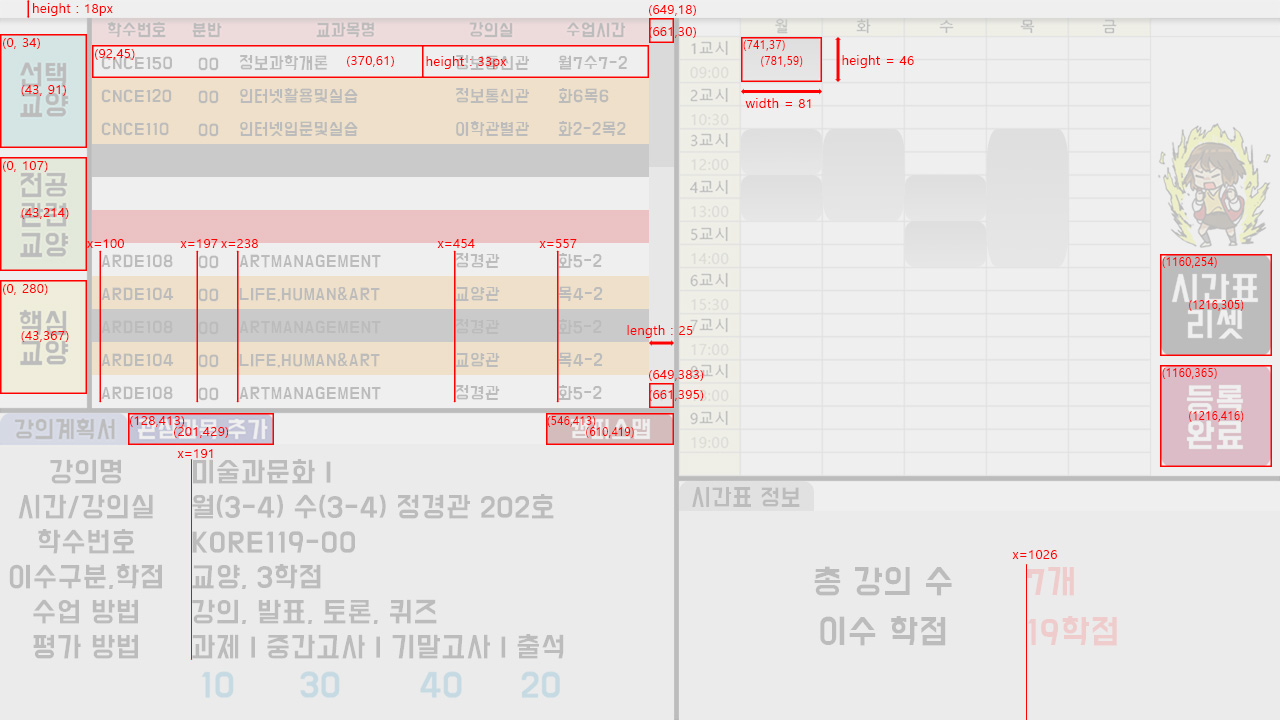 height : 18px
(649,18)
학수번호 분반 교과목명 강의실 수업시간
(661,30)
월 화 수 목 금
(0, 34)
선택
(43, 91)
교양
(92,45)
CNCE150 00 정보과학개론 (370,61) height : 33px 정보통신관 월7수7-2
CNCE120 00 인터넷활용및실습 정보통신관 화6목6
CNCE110 00 인터넷입문및실습 이학관별관 화2-2목2
(0, 107)
전공
(43,214)
관련
교양
x=100 x=197 x=238 x=454 x=557
ARDE108 00 ARTMANAGEMENT 정경관 화5-2
ARDE104 00 LIFE,HUMAN&ART 교양관 목4-2
ARDE108 00 ARTMANAGEMENT 정경관 화5-2
ARDE104 00 LIFE,HUMAN&ART 교양관 목4-2
ARDE108 00 ARTMANAGEMENT 정경관 화5-2
(0, 280)
핵심
(43,367)
교양
length : 25
(649,383)
(661,395)
1교시
09:00
2교시
10:30
3교시
12:00
4교시
13:00
5교시
14:00
6교시
15:30
7교시
17:00
9교시
19:00
(741,37)
(781,59)
height = 46
width = 81
(1160,254)
시간표
(1216,305)
리셋
(1160,365)
등록
(1216,416)
완료
강의계획서
(128,413)
추가
(201,429)
(546,413)
(610,419)
x=191
강의명 미술과문화 I
시간/강의실 월(3-4) 수(3-4) 정경관 202호
학수번호 KORE119-00
이수구분,학점 교양, 3학점
수업 방법 강의, 발표, 토론, 퀴즈
평가 방법 과제 I 중간고사 I 기말고사 I 출석
10 30 40 20
시간표 정보
x=1026
총 강의 수 7개
이수 학점 19학점